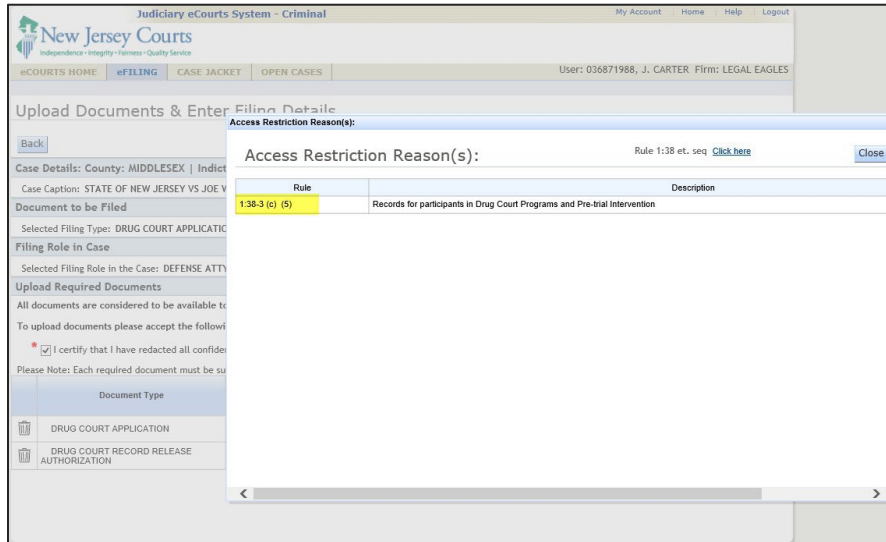 Judiciary eCourts System - Criminal
My Account Home Help Logout
New Jersey Courts
Independence • Integrity • Fairness • Quality Service
eCOURTS HOME eFILING CASE JACKET OPEN CASES
User: 036871988, J. CARTER Firm: LEGAL EAGLES
Upload Documents & Enter Filing Details
Access Restriction Reason(s):
Back
Access Restriction Reason(s):
Rule 1:38 et. seq Click here
Close
Case Details: County: MIDDLESEX | Indict
Rule Description
Case Caption: STATE OF NEW JERSEY VS JOE
1:38-3 (c) (5) Records for participants in Drug Court Programs and Pre-trial Intervention
Document to be Filed
Selected Filing Type: DRUG COURT APPLICATIO
Filing Role in Case
Selected Filing Role in the Case: DEFENSE ATTY
Upload Required Documents
All documents are considered to be available to
To upload documents please accept the followi
* I certify that I have redacted all confider
Please Note: Each required document must be su
Document Type
DRUG COURT APPLICATION
DRUG COURT RECORD RELEASE
AUTHORIZATION